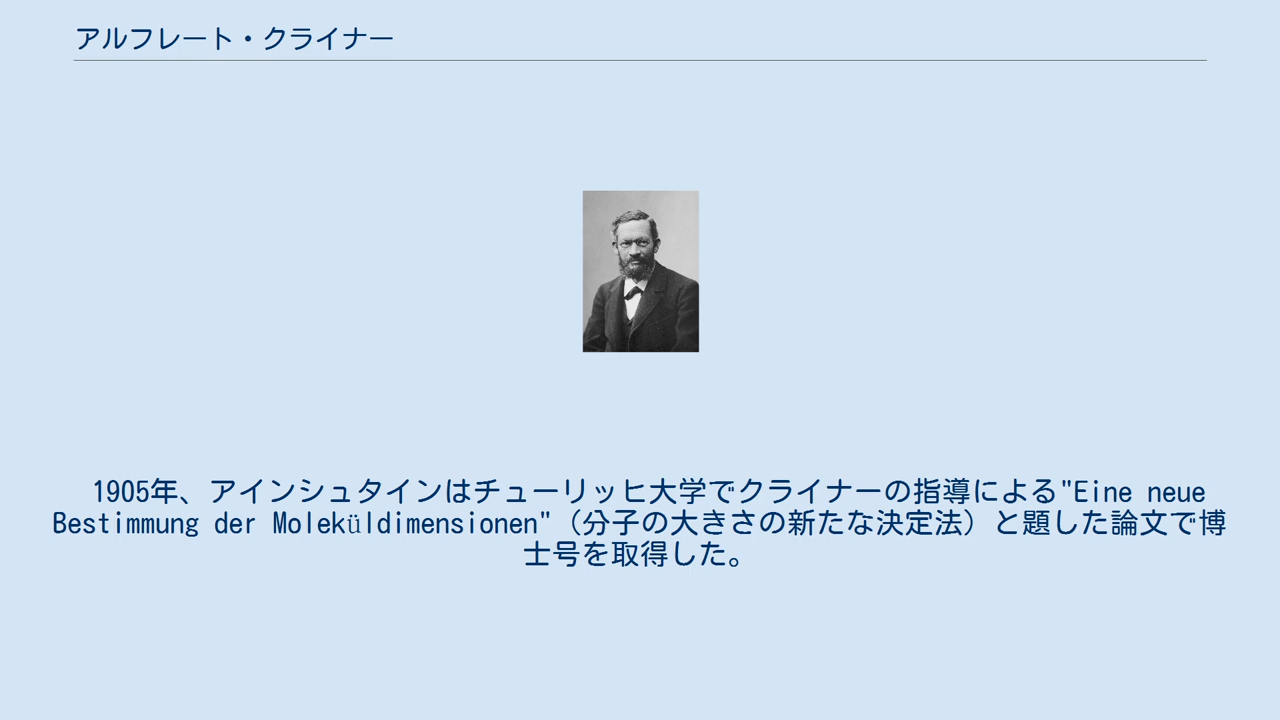 アルフレート・クライナー
1905年、アインシュタインはチューリッヒ大学でクライナーの指導による"Eine neue
Bestimmung der Moleküldimensionen"（分子の大きさの新たな決定法）と題した論文で博
士号を取得した。